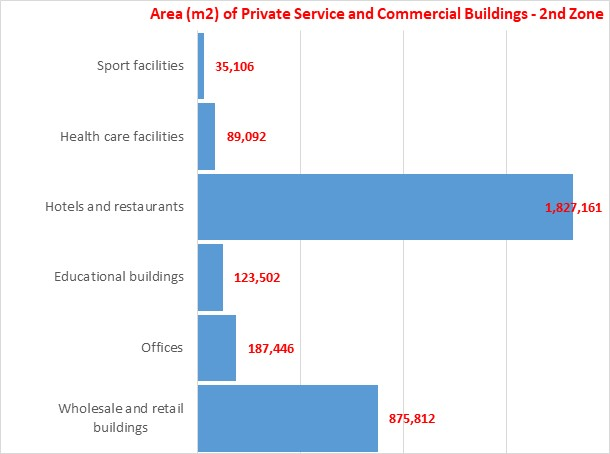 Area (m2) of Private Service and Commercial Buildings - 2nd Zone
Sport facilities 35,106
Health care facilities 89,092
Hotels and restaurants 1,827,161
Educational buildings 123,502
Offices 187,446
Wholesale and retail
buildings 875,812